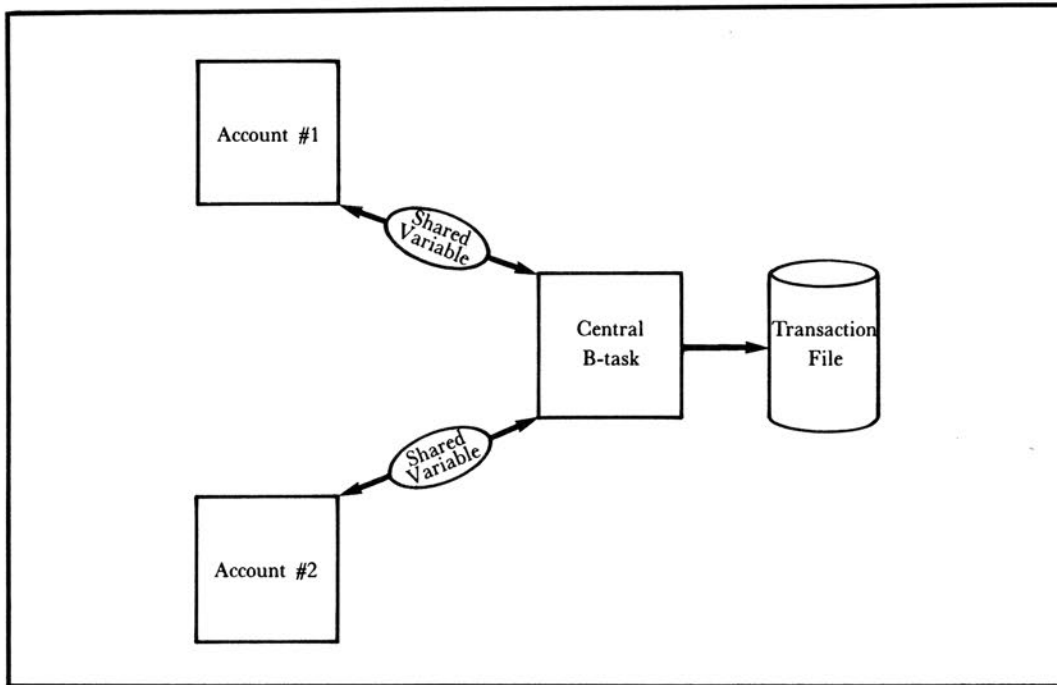 Account #1
Shared
Variable
Central
B-task
Transaction
File
Shared
Variable
Account #2